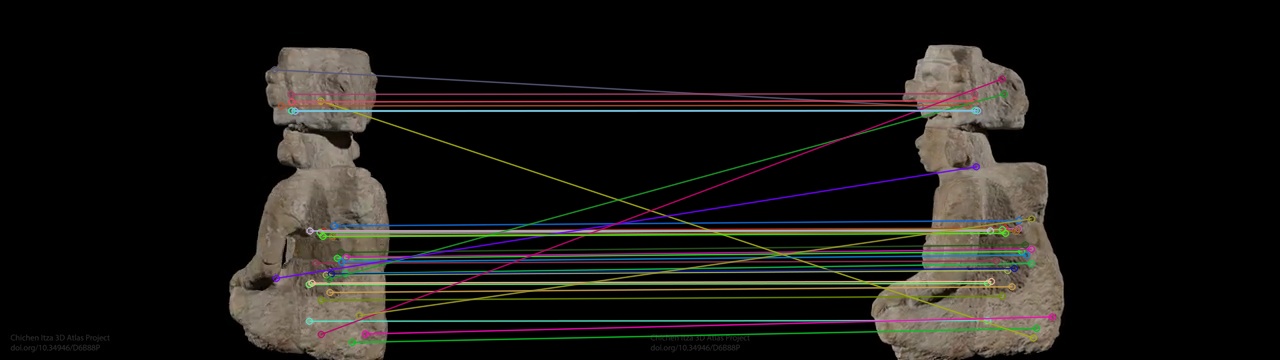 Chichen Itza 3D Atlas Project
doi.org/10.34946/D6B88P
Chichen Itza 3D Atlas Project
doi.org/10.34946/D6B88P